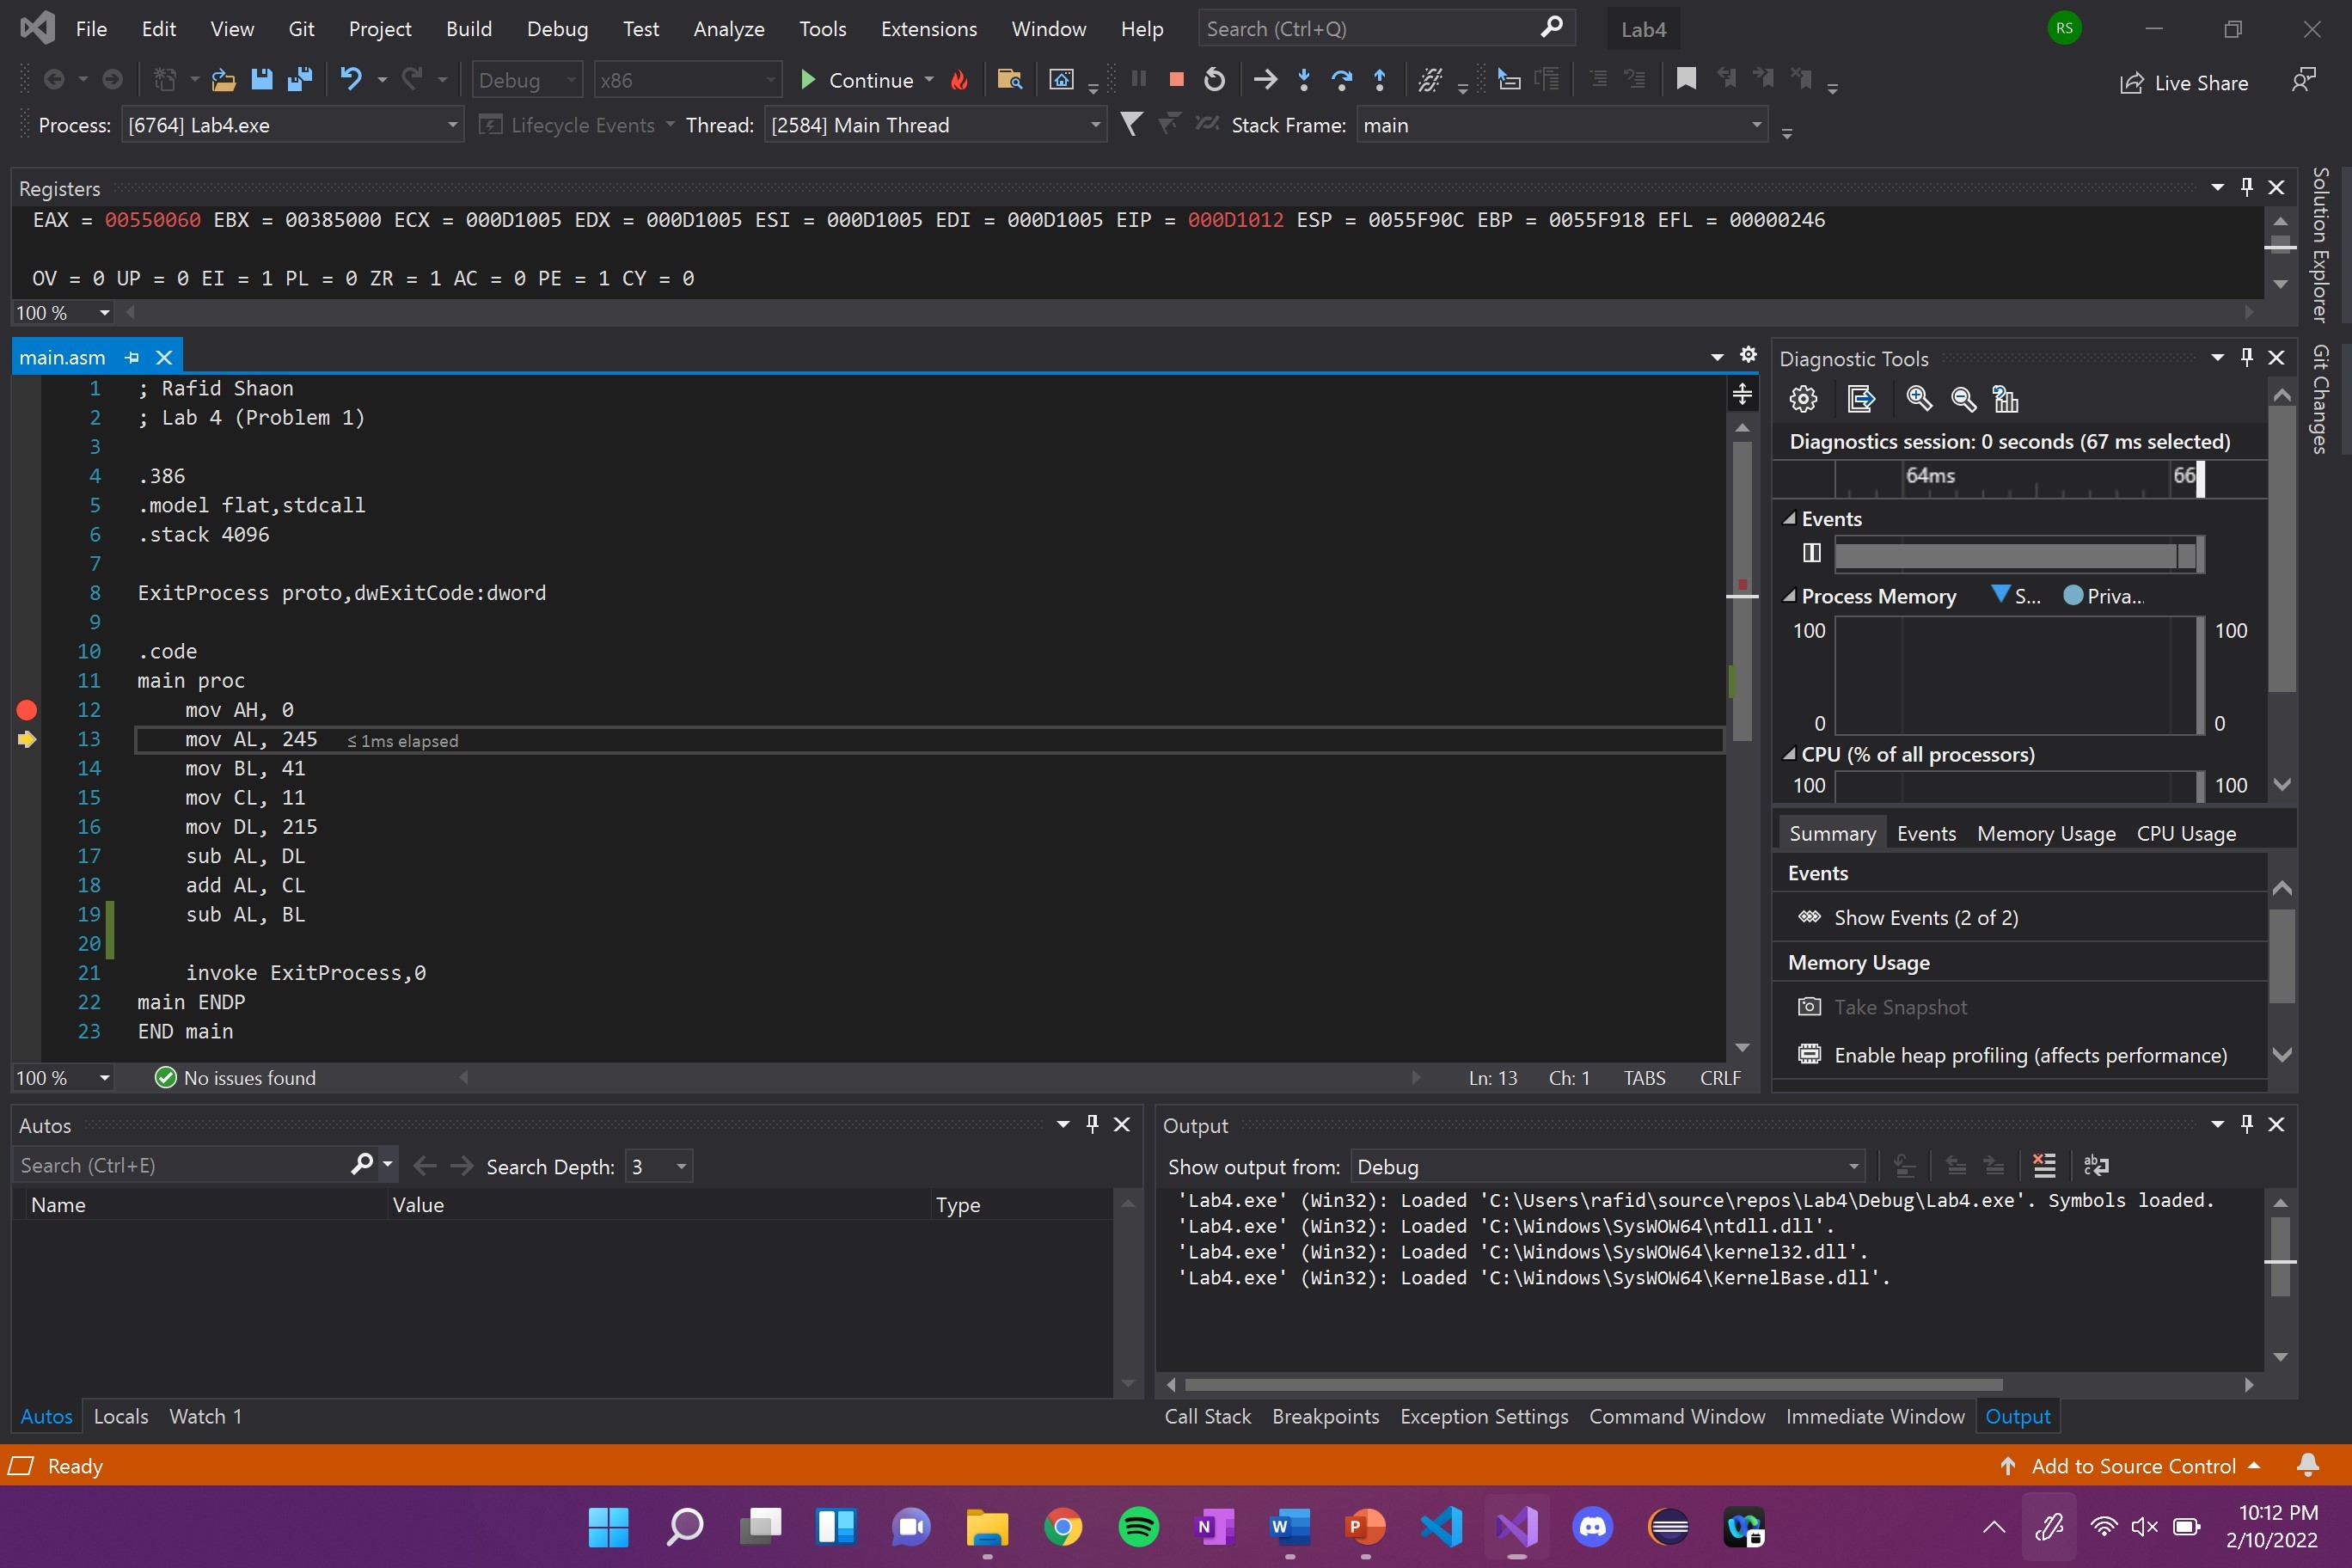 File Edit View Git Project Build Debug Test Analyze Tools Extensions Window Help Search (Ctrl+Q) Lab4 RS
Debug x86 Continue Live Share
Process: [6764] Lab4.exe Lifecycle Events Thread: [2584] Main Thread Stack Frame: main
Registers
EAX = 00550060 EBX = 00385000 ECX = 000D1005 EDX = 000D1005 ESI = 000D1005 EDI = 000D1005 EIP = 000D1012 ESP = 0055F90C EBP = 0055F918 EFL = 00000246
OV = 0 UP = 0 EI = 1 PL = 0 ZR = 1 AC = 0 PE = 1 CY = 0
100 %
Solution Explorer
Git Changes
main.asm
1 ; Rafid Shaon
2 ; Lab 4 (Problem 1)
3
4 .386
5 .model flat,stdcall
6 .stack 4096
7
8 ExitProcess proto,dwExitCode:dword
9
10 .code
11 main proc
12 mov AH, 0
13 mov AL, 245 ≤ 1ms elapsed
14 mov BL, 41
15 mov CL, 11
16 mov DL, 215
17 sub AL, DL
18 add AL, CL
19 sub AL, BL
20
21 invoke ExitProcess,0
22 main ENDP
23 END main
100 % No issues found Ln: 13 Ch: 1 TABS CRLF
Diagnostic Tools
Diagnostics session: 0 seconds (67 ms selected)
64ms 66
Events
Process Memory S... Priva...
100 100
0 0
CPU (% of all processors)
100 100
Summary Events Memory Usage CPU Usage
Events
Show Events (2 of 2)
Memory Usage
Take Snapshot
Enable heap profiling (affects performance)
Autos
Search (Ctrl+E) Search Depth: 3
Name Value Type
Autos Locals Watch 1
Output
Show output from: Debug
'Lab4.exe' (Win32): Loaded 'C:\Users\rafid\source\repos\Lab4\Debug\Lab4.exe'. Symbols loaded.
'Lab4.exe' (Win32): Loaded 'C:\Windows\SysWOW64\ntdll.dll'.
'Lab4.exe' (Win32): Loaded 'C:\Windows\SysWOW64\kernel32.dll'.
'Lab4.exe' (Win32): Loaded 'C:\Windows\SysWOW64\KernelBase.dll'.
Call Stack Breakpoints Exception Settings Command Window Immediate Window Output
Ready Add to Source Control
N W P
10:12 PM
2/10/2022